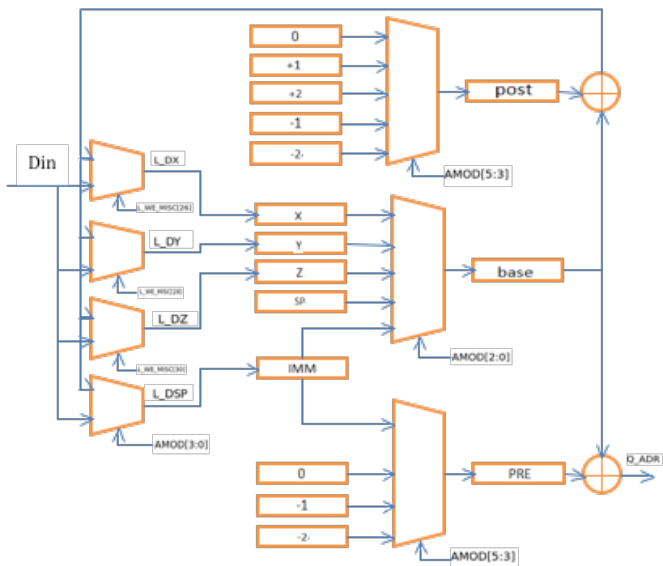 0
+1
+2
-1
-2-
post
AMOD[5:3]
Din
L_DX
L_WE_MISC[26]
L_DY
L_WE_MISC[28]
L_DZ
L_WE_MISC[30]
L_DSP
AMOD[3:0]
X
Y
Z
SP
IMM
base
AMOD[2:0]
0
-1
-2-
PRE
Q_ADR
AMOD[5:3]